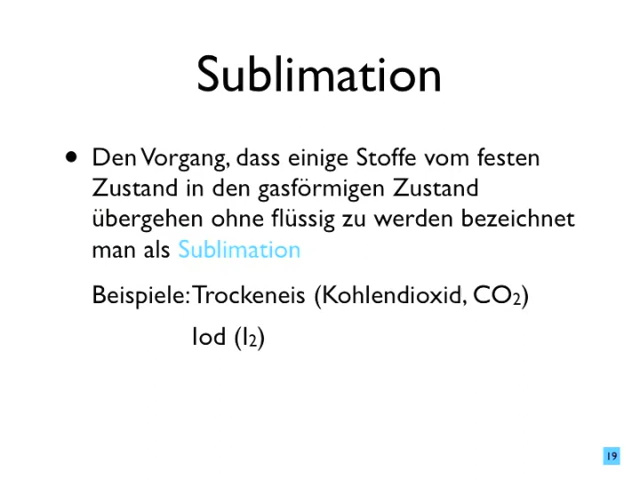 Sublimation
• Den Vorgang, dass einige Stoffe vom festen
Zustand in den gasförmigen Zustand
übergehen ohne flüssig zu werden bezeichnet
man als Sublimation
Beispiele: Trockeneis (Kohlendioxid, CO₂)
Iod (I₂)
19